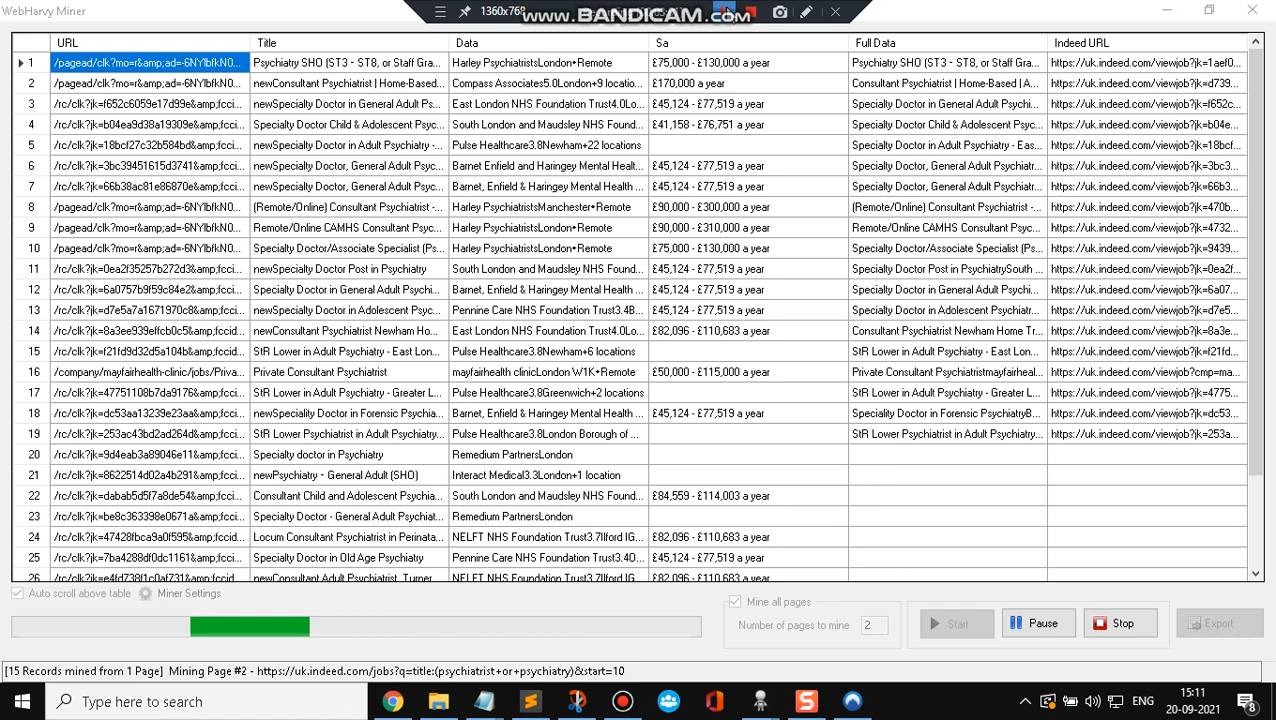 WebHarvy Miner
1360x768
www.BANDICAM.com
URL Title Data Sa Full Data Indeed URL
1 /pagead/clk?mo=r&amp;ad=-6NYlbfkN0... Psychiatry SHO (ST3 - ST8, or Staff Gra... Harley PsychiatristsLondon•Remote £75,000 - £130,000 a year Psychiatry SHO (ST3 - ST8, or Staff Gra... https://uk.indeed.com/viewjob?jk=1aef0...
2 /pagead/clk?mo=r&amp;ad=-6NYlbfkN0... newConsultant Psychiatrist | Home-Based... Compass Associates5.0London+9 locatio... £170,000 a year Consultant Psychiatrist | Home-Based | A... https://uk.indeed.com/viewjob?jk=d739...
3 /rc/clk?jk=f652c6059e17d99e&amp;fcci... newSpecialty Doctor in General Adult Ps... East London NHS Foundation Trust4.0Lo... £45,124 - £77,519 a year Specialty Doctor in General Adult Psychi... https://uk.indeed.com/viewjob?jk=f652c...
4 /rc/clk?jk=b04ea9d38a19309e&amp;fcci... Specialty Doctor Child & Adolescent Psyc... South London and Maudsley NHS Found... £41,158 - £76,751 a year Specialty Doctor Child & Adolescent Psyc... https://uk.indeed.com/viewjob?jk=b04e...
5 /rc/clk?jk=18bcf27c32b584bd&amp;fcci... Specialty Doctor in Adult Psychiatry -... Pulse Healthcare3.8Newham+22 locations Specialty Doctor in Adult Psychiatry - Eas... https://uk.indeed.com/viewjob?jk=18bcf...
6 /rc/clk?jk=3bc39451615d3741&amp;fcci... newSpecialty Doctor, General Adult Psyc... Barnet Enfield and Haringey Mental Healt... £45,124 - £77,519 a year Specialty Doctor, General Adult Psychiatr... https://uk.indeed.com/viewjob?jk=3bc3...
7 /rc/clk?jk=66b38ac81e86870e&amp;fcci... newSpecialty Doctor, General Adult Psyc... Barnet, Enfield & Haringey Mental Health ... £45,124 - £77,519 a year Specialty Doctor, General Adult Psychiatr... https://uk.indeed.com/viewjob?jk=66b3...
8 /pagead/clk?mo=r&amp;ad=-6NYlbfkN0... (Remote/Online) Consultant Psychiatrist -... Harley PsychiatristsManchester•Remote £90,000 - £300,000 a year (Remote/Online) Consultant Psychiatrist -... https://uk.indeed.com/viewjob?jk=470b...
9 /pagead/clk?mo=r&amp;ad=-6NYlbfkN0... Remote/Online CAMHS Consultant Psyc... Harley PsychiatristsLondon•Remote £90,000 - £310,000 a year Remote/Online CAMHS Consultant Psyc... https://uk.indeed.com/viewjob?jk=4732...
10 /pagead/clk?mo=r&amp;ad=-6NYlbfkN0... Specialty Doctor/Associate Specialist (Ps... Harley PsychiatristsLondon•Remote £75,000 - £130,000 a year Specialty Doctor/Associate Specialist (Ps... https://uk.indeed.com/viewjob?jk=9439...
11 /rc/clk?jk=0ea2f35257b272d3&amp;fcci... newSpecialty Doctor Post in Psychiatry South London and Maudsley NHS Found... £45,124 - £77,519 a year Specialty Doctor Post in PsychiatrySouth ... https://uk.indeed.com/viewjob?jk=0ea2f...
12 /rc/clk?jk=6a0757b9f59c84e2&amp;fcci... Specialty Doctor in General Adult Psychi... Barnet, Enfield & Haringey Mental Health ... £45,124 - £77,519 a year Specialty Doctor in General Adult Psychi... https://uk.indeed.com/viewjob?jk=6a07...
13 /rc/clk?jk=d7e5a7a1671970c3&amp;fcci... newSpecialty Doctor in Adolescent Psyc... Pennine Care NHS Foundation Trust3.4B... £45,124 - £77,519 a year Specialty Doctor in Adolescent Psychiatri... https://uk.indeed.com/viewjob?jk=d7e5...
14 /rc/clk?jk=8a3ee939effcb0c5&amp;fcci... newConsultant Psychiatrist Newham Ho... East London NHS Foundation Trust4.0Lo... £82,096 - £110,683 a year Consultant Psychiatrist Newham Home Tr... https://uk.indeed.com/viewjob?jk=8a3e...
15 /rc/clk?jk=f21fd9d32d5a104b&amp;fccid... StR Lower in Adult Psychiatry - East Lon... Pulse Healthcare3.8Newham+6 locations StR Lower in Adult Psychiatry - East Lon... https://uk.indeed.com/viewjob?jk=f21fd...
16 /company/mayfairhealth-clinic/jobs/Priva... Private Consultant Psychiatrist mayfairhealth clinicLondon W1K•Remote £50,000 - £115,000 a year Private Consultant Psychiatristmayfairheal... https://uk.indeed.com/viewjob?cmp=ma...
17 /rc/clk?jk=47751108b7da9176&amp;fcc... StR Lower in Adult Psychiatry - Greater L... Pulse Healthcare3.8Greenwich+2 locations StR Lower in Adult Psychiatry - Greater L... https://uk.indeed.com/viewjob?jk=4775...
18 /rc/clk?jk=dc53aa13239e23aa&amp;fcc... newSpeciality Doctor in Forensic Psychia... Barnet, Enfield & Haringey Mental Health ... £45,124 - £77,519 a year Speciality Doctor in Forensic PsychiatryB... https://uk.indeed.com/viewjob?jk=dc53...
19 /rc/clk?jk=253ac43bd2ad264d&amp;fcci... StR Lower Psychiatrist in Adult Psychiatry... Pulse Healthcare3.8London Borough of ... StR Lower Psychiatrist in Adult Psychiatry... https://uk.indeed.com/viewjob?jk=253a...
20 /rc/clk?jk=9d4eab3a89046e11&amp;fcci... Specialty doctor in Psychiatry Remedium PartnersLondon
21 /rc/clk?jk=8622514d02a4b291&amp;fcci... newPsychiatry - General Adult (SHO) Interact Medical3.3London+1 location
22 /rc/clk?jk=dabab5d5f7a8de54&amp;fcci... Consultant Child and Adolescent Psychia... South London and Maudsley NHS Found... £84,559 - £114,003 a year
23 /rc/clk?jk=be8c363398e0671a&amp;fcci... Specialty Doctor - General Adult Psychiat... Remedium PartnersLondon
24 /rc/clk?jk=47428fbca9a0f595&amp;fccid... Locum Consultant Psychiatrist in Perinata... NELFT NHS Foundation Trust3.7Ilford IG... £82,096 - £110,683 a year
25 /rc/clk?jk=7ba4288df0dc1161&amp;fcci... Specialty Doctor in Old Age Psychiatry Pennine Care NHS Foundation Trust3.4O... £45,124 - £77,519 a year
26 /rc/clk?jk=e4fd738f1c0af731&amp;fccid... newConsultant Adult Psychiatrist, Turner... NELFT NHS Foundation Trust3.7Ilford IG... £82,096 - £110,683 a year
Auto scroll above table Miner Settings
Mine all pages
Number of pages to mine 2
Start Pause Stop Export
[15 Records mined from 1 Page] Mining Page #2 - https://uk.indeed.com/jobs?q=title:(psychiatrist+or+psychiatry)&start=10
Type here to search
ENG
15:11
20-09-2021
8